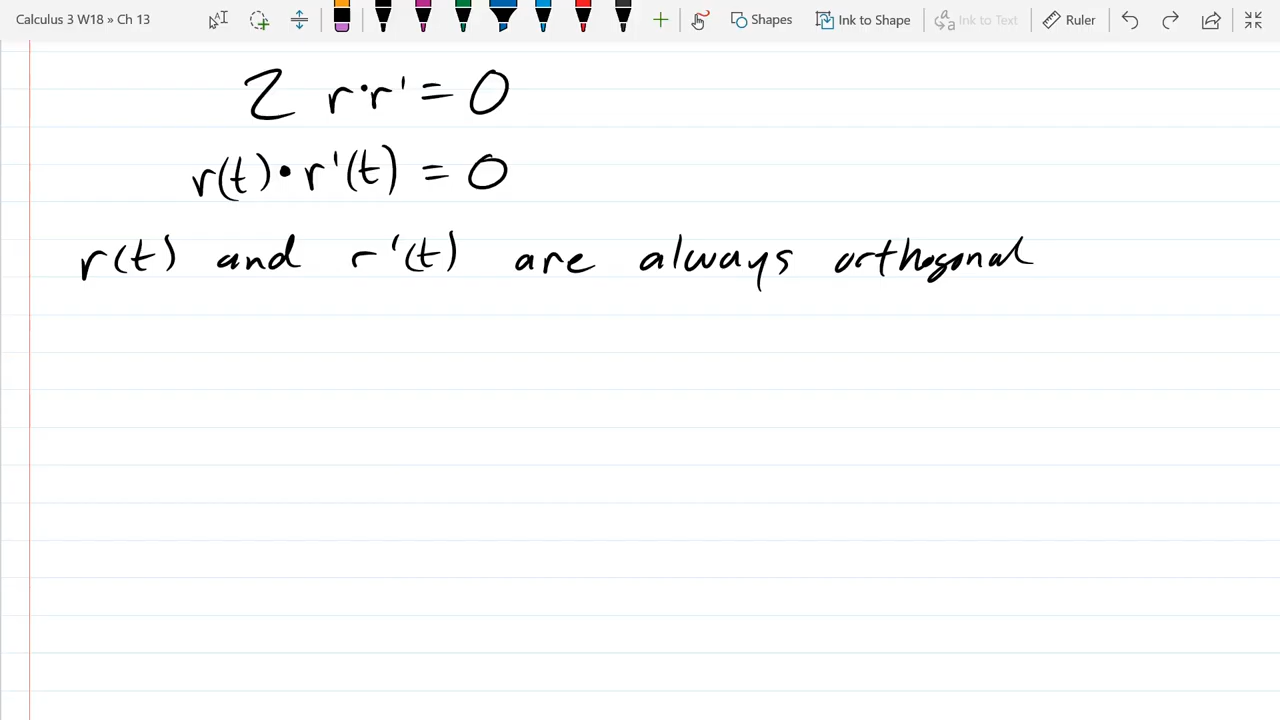 Calculus 3 W18 » Ch 13
Shapes Ink to Shape Ink to Text Ruler
2 r·r' = 0
r(t)·r'(t) = 0
r(t) and r'(t) are always orthogonal